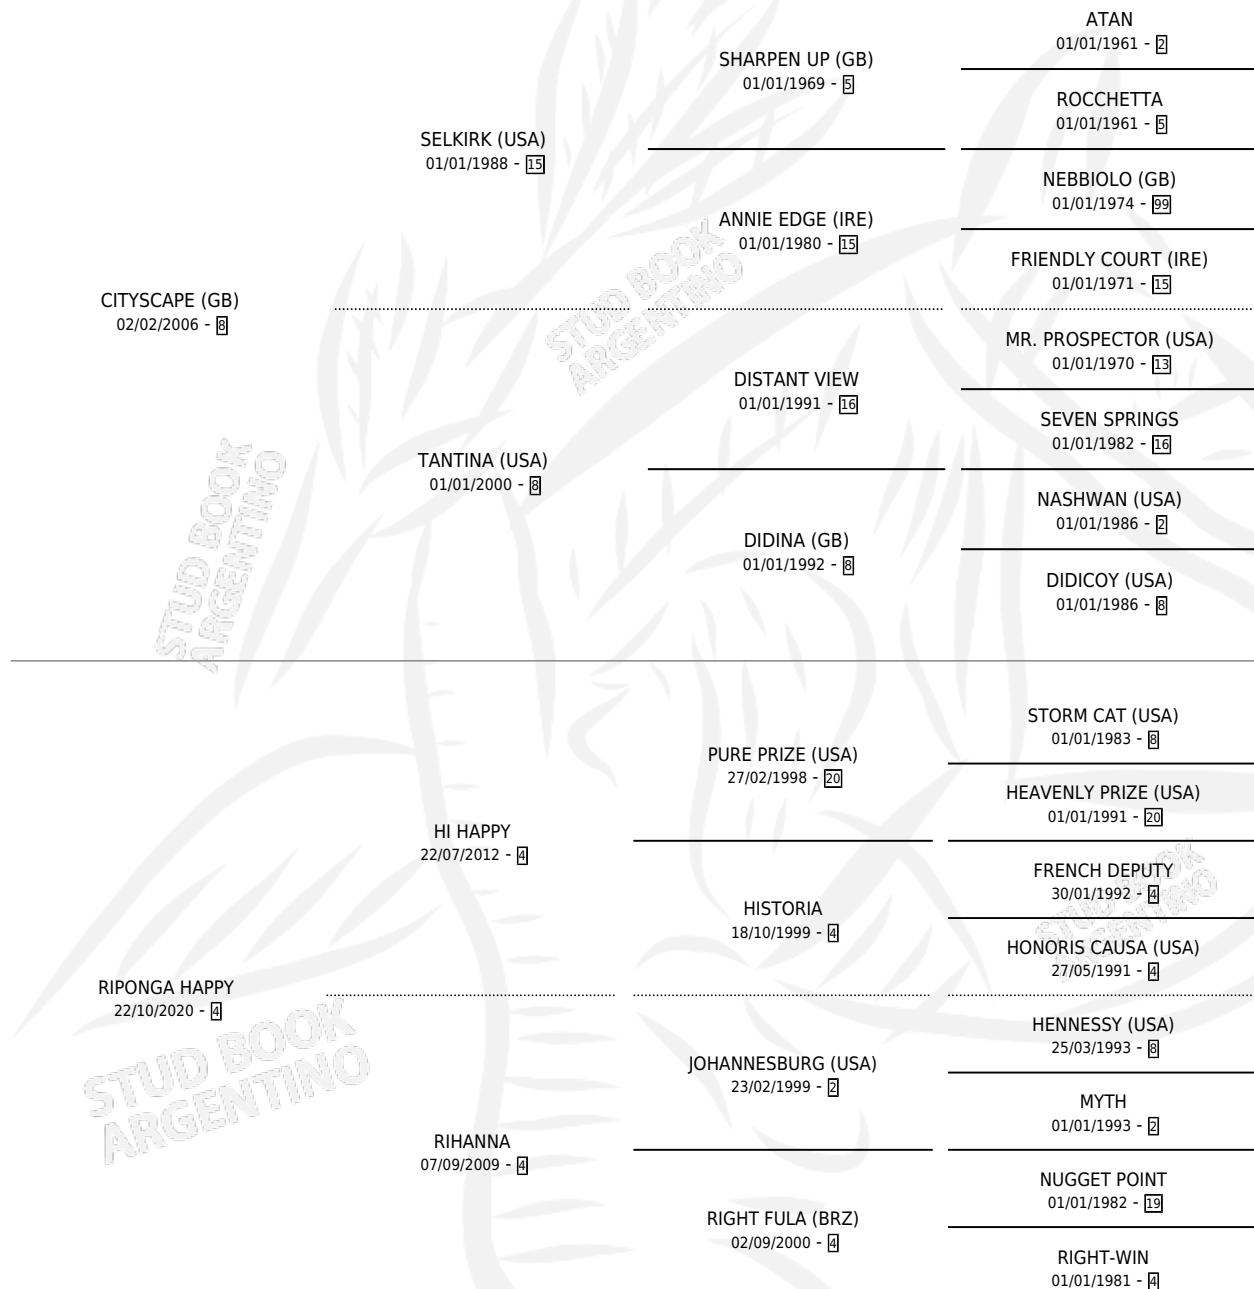 ATAN
01/01/1961 - 2
SHARPEN UP (GB)
01/01/1969 - 5
ROCCHETTA
01/01/1961 - 5
SELKIRK (USA)
01/01/1988 - 15
NEBBIOLO (GB)
01/01/1974 - 99
ANNIE EDGE (IRE)
01/01/1980 - 15
FRIENDLY COURT (IRE)
01/01/1971 - 15
CITYSCAPE (GB)
02/02/2006 - 8
STUD BOOK
ARGENTINO
MR. PROSPECTOR (USA)
01/01/1970 - 13
DISTANT VIEW
01/01/1991 - 16
SEVEN SPRINGS
01/01/1982 - 16
TANTINA (USA)
01/01/2000 - 8
NASHWAN (USA)
01/01/1986 - 2
DIDINA (GB)
01/01/1992 - 8
DIDICOY (USA)
01/01/1986 - 8
STUD BOOK
ARGENTINO
STORM CAT (USA)
01/01/1983 - 8
PURE PRIZE (USA)
27/02/1998 - 20
HEAVENLY PRIZE (USA)
01/01/1991 - 20
HI HAPPY
22/07/2012 - 4
FRENCH DEPUTY
30/01/1992 - 4
HISTORIA
18/10/1999 - 4
HONORIS CAUSA (USA)
27/05/1991 - 4
STUD BOOK
ARGENTINO
RIPONGA HAPPY
22/10/2020 - 4
HENNESSY (USA)
25/03/1993 - 8
JOHANNESBURG (USA)
23/02/1999 - 2
MYTH
01/01/1993 - 2
STUD BOOK
ARGENTINO
RIHANNA
07/09/2009 - 4
NUGGET POINT
01/01/1982 - 19
RIGHT FULA (BRZ)
02/09/2000 - 4
RIGHT-WIN
01/01/1981 - 4